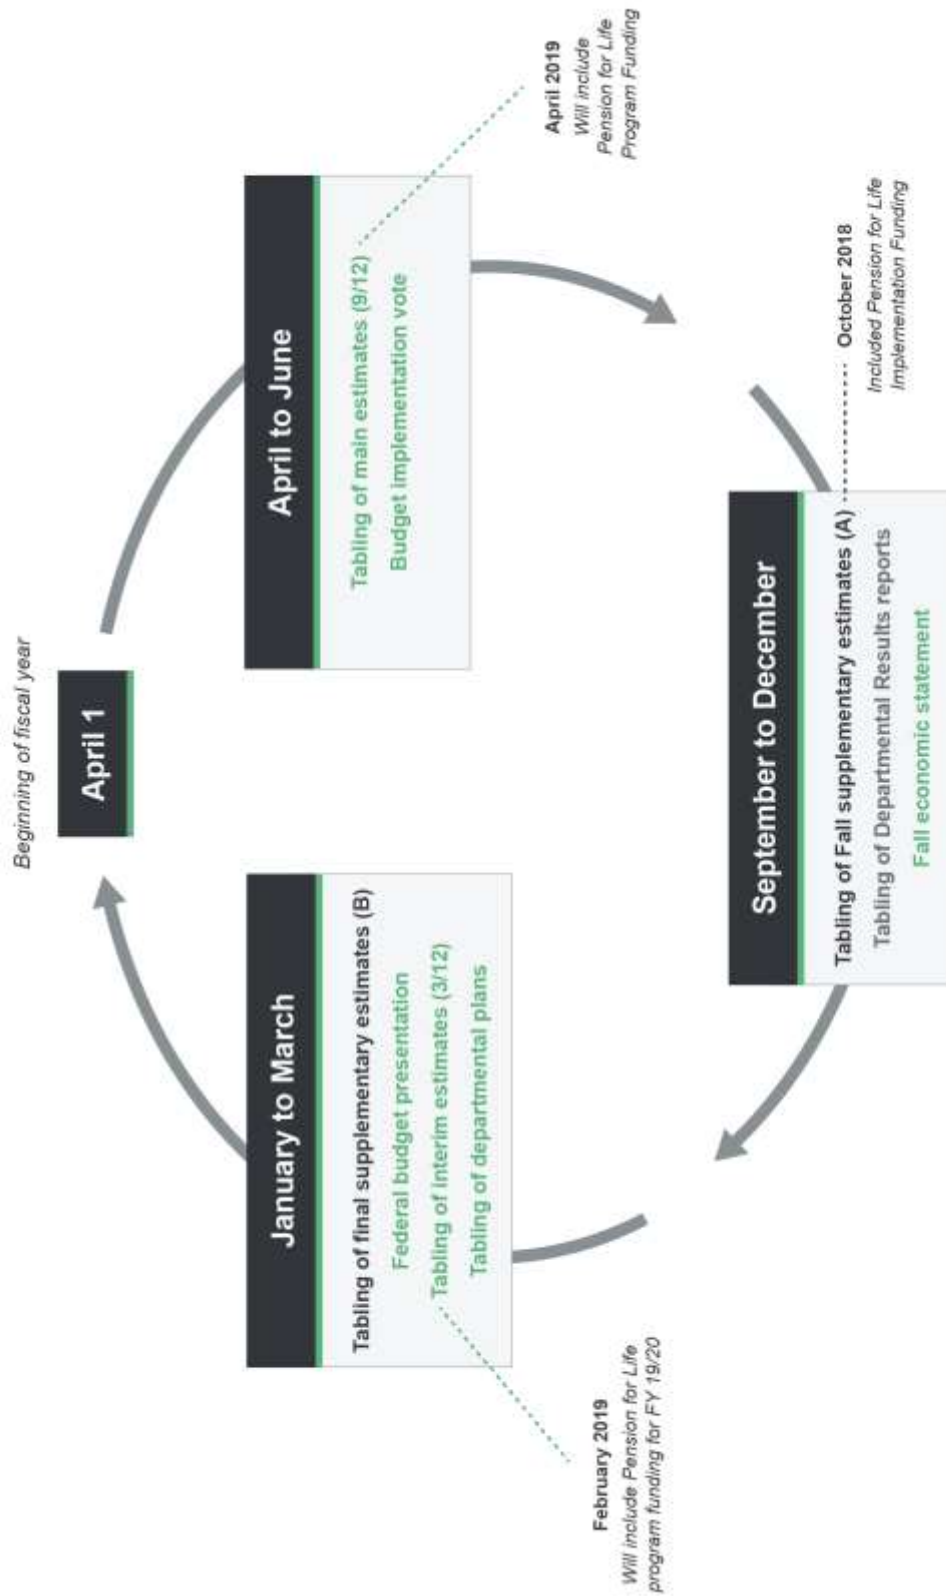 Beginning of fiscal year
April 1
April to June
Tabling of main estimates (9/12)
Budget implementation vote
April 2019
Will include
Pension for Life
Program Funding
September to December
Tabling of Fall supplementary estimates (A)
Tabling of Departmental Results reports
Fall economic statement
October 2018
Included Pension for Life
Implementation Funding
January to March
Tabling of final supplementary estimates (B)
Federal budget presentation
Tabling of interim estimates (3/12)
Tabling of departmental plans
February 2019
Will include Pension for Life
program funding for FY 19/20